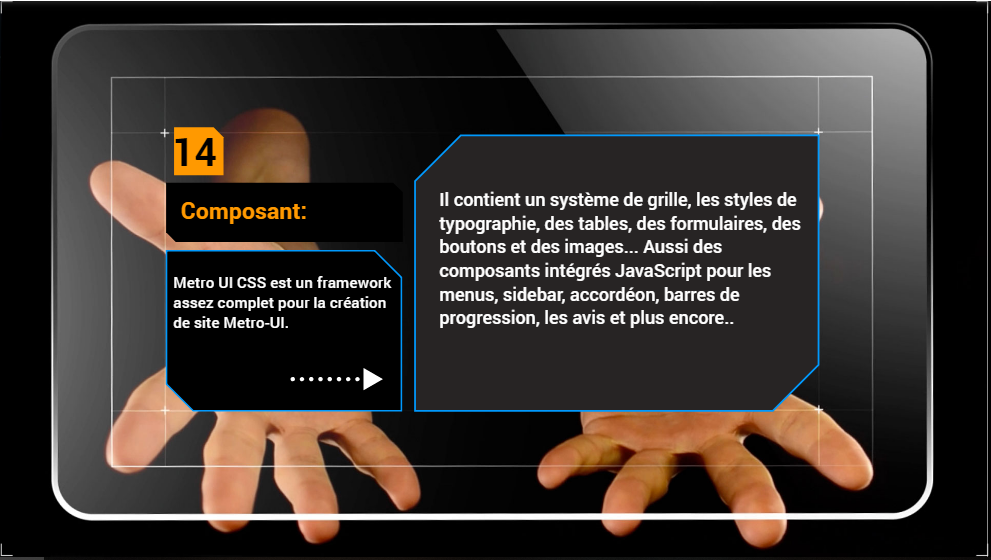 14
Composant:
Metro UI CSS est un framework
assez complet pour la création
de site Metro-UI.
Il contient un système de grille, les styles de
typographie, des tables, des formulaires, des
boutons et des images... Aussi des
composants intégrés JavaScript pour les
menus, sidebar, accordéon, barres de
progression, les avis et plus encore..